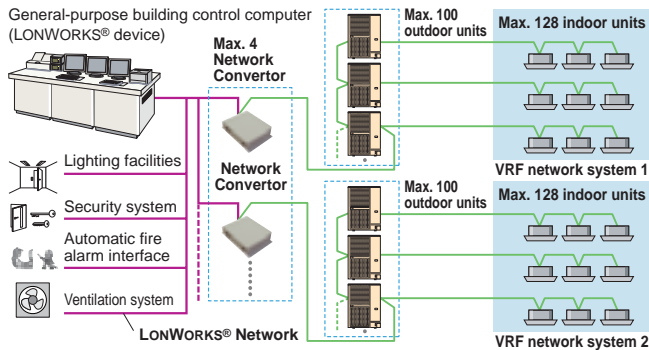 General-purpose building control computer
(LONWORKS® device)
Max. 4
Network
Convertor
Max. 100
outdoor units
Max. 128 indoor units
VRF network system 1
Lighting facilities
Security system
Automatic fire
alarm interface
Ventilation system
LONWORKS® Network
Network
Convertor
Max. 100
outdoor units
Max. 128 indoor units
VRF network system 2